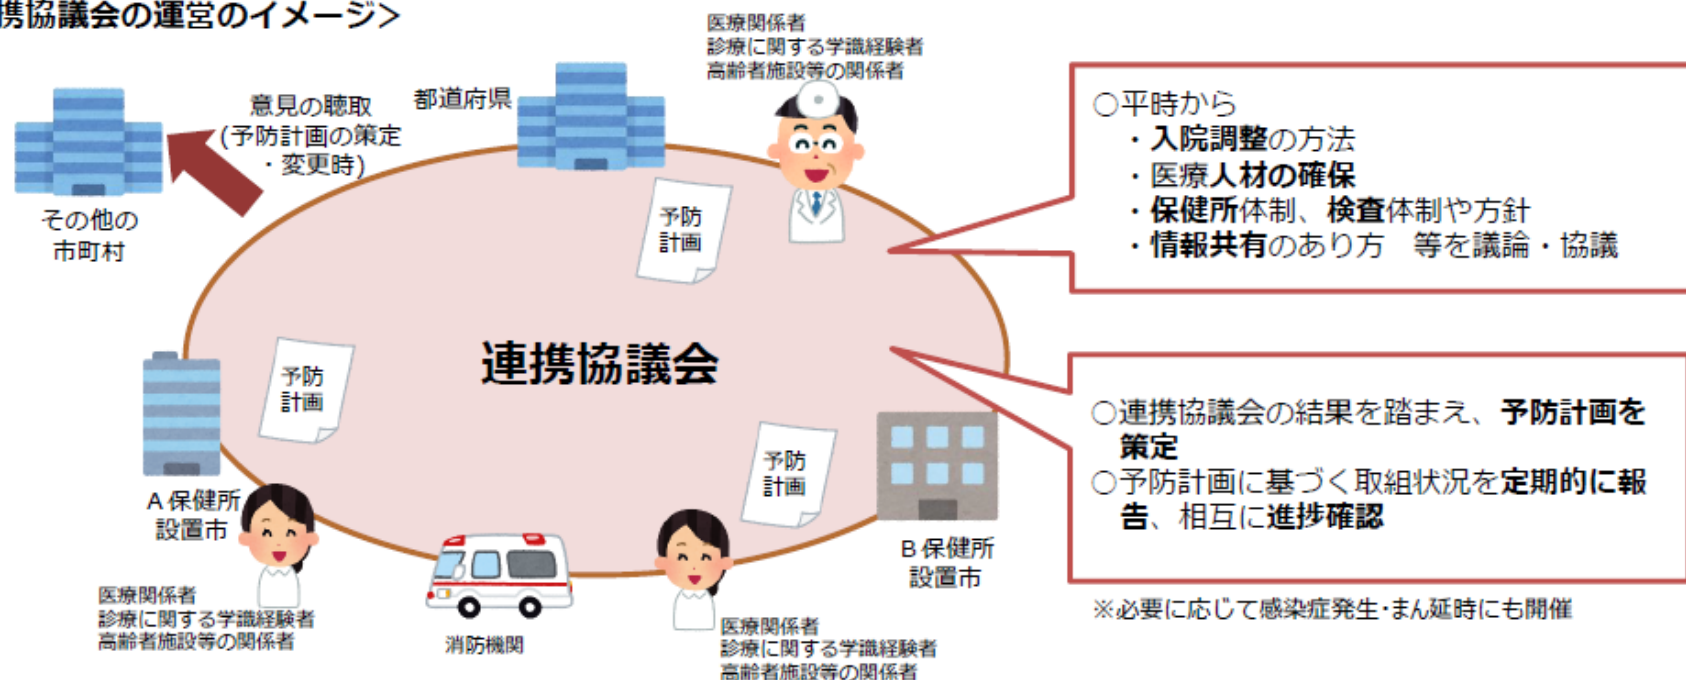 携協議会の運営のイメージ>
医療関係者
診療に関する学識経験者
高齢者施設等の関係者
都道府県
意見の聴取
(予防計画の策定
・変更時)
その他の
市町村
予防
計画
○平時から
・入院調整の方法
・医療人材の確保
・保健所体制、検査体制や方針
・情報共有のあり方　等を議論・協議
連携協議会
予防
計画
予防
計画
○連携協議会の結果を踏まえ、予防計画を
策定
○予防計画に基づく取組状況を定期的に報
告、相互に進捗確認
※必要に応じて感染症発生・まん延時にも開催
A保健所
設置市
医療関係者
診療に関する学識経験者
高齢者施設等の関係者
消防機関
B保健所
設置市
医療関係者
診療に関する学識経験者
高齢者施設等の関係者